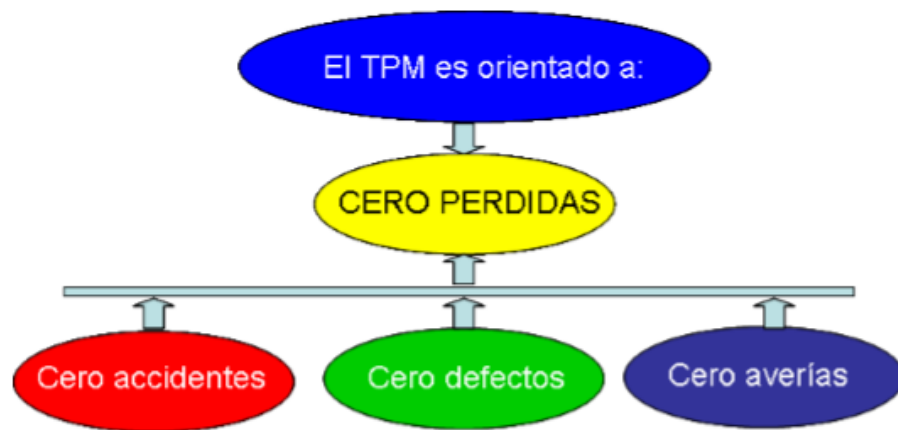 El TPM es orientado a:
CERO PERDIDAS
Cero accidentes
Cero defectos
Cero averías